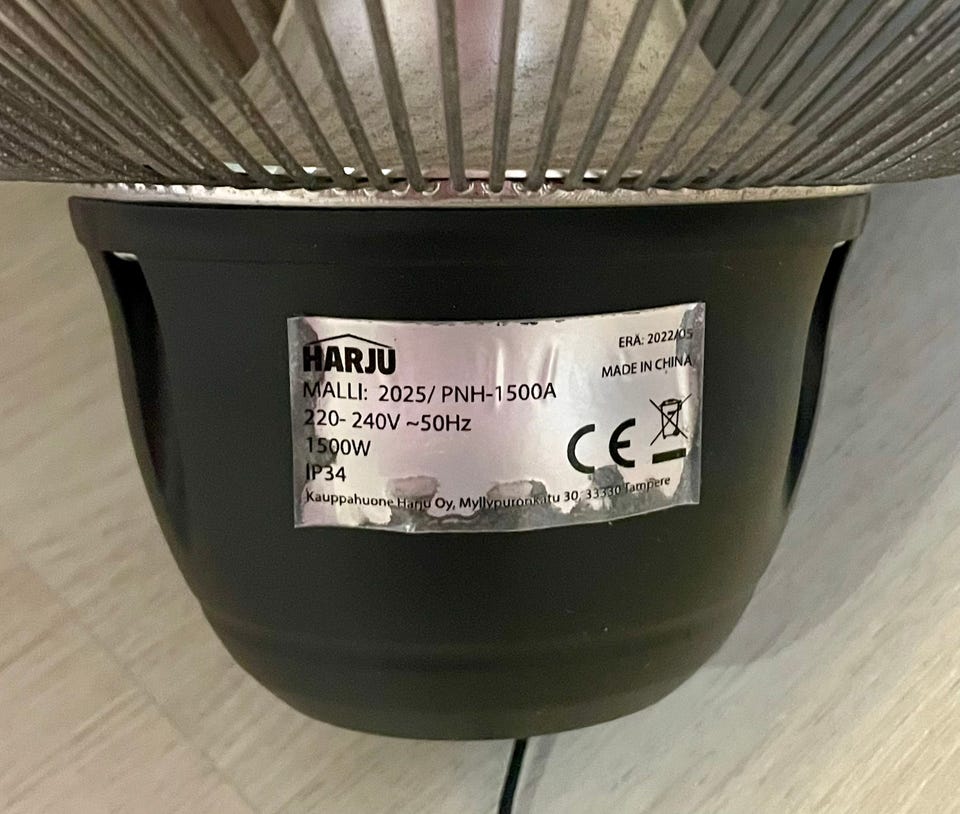 HARJU
ERÄ: 2022/05
MADE IN CHINA
MALLI: 2025/ PNH-1500A
220- 240V ~50Hz
1500W
IP34
CE
Kauppahuone Harju Oy, Myllypuronkatu 30, 33330 Tampere